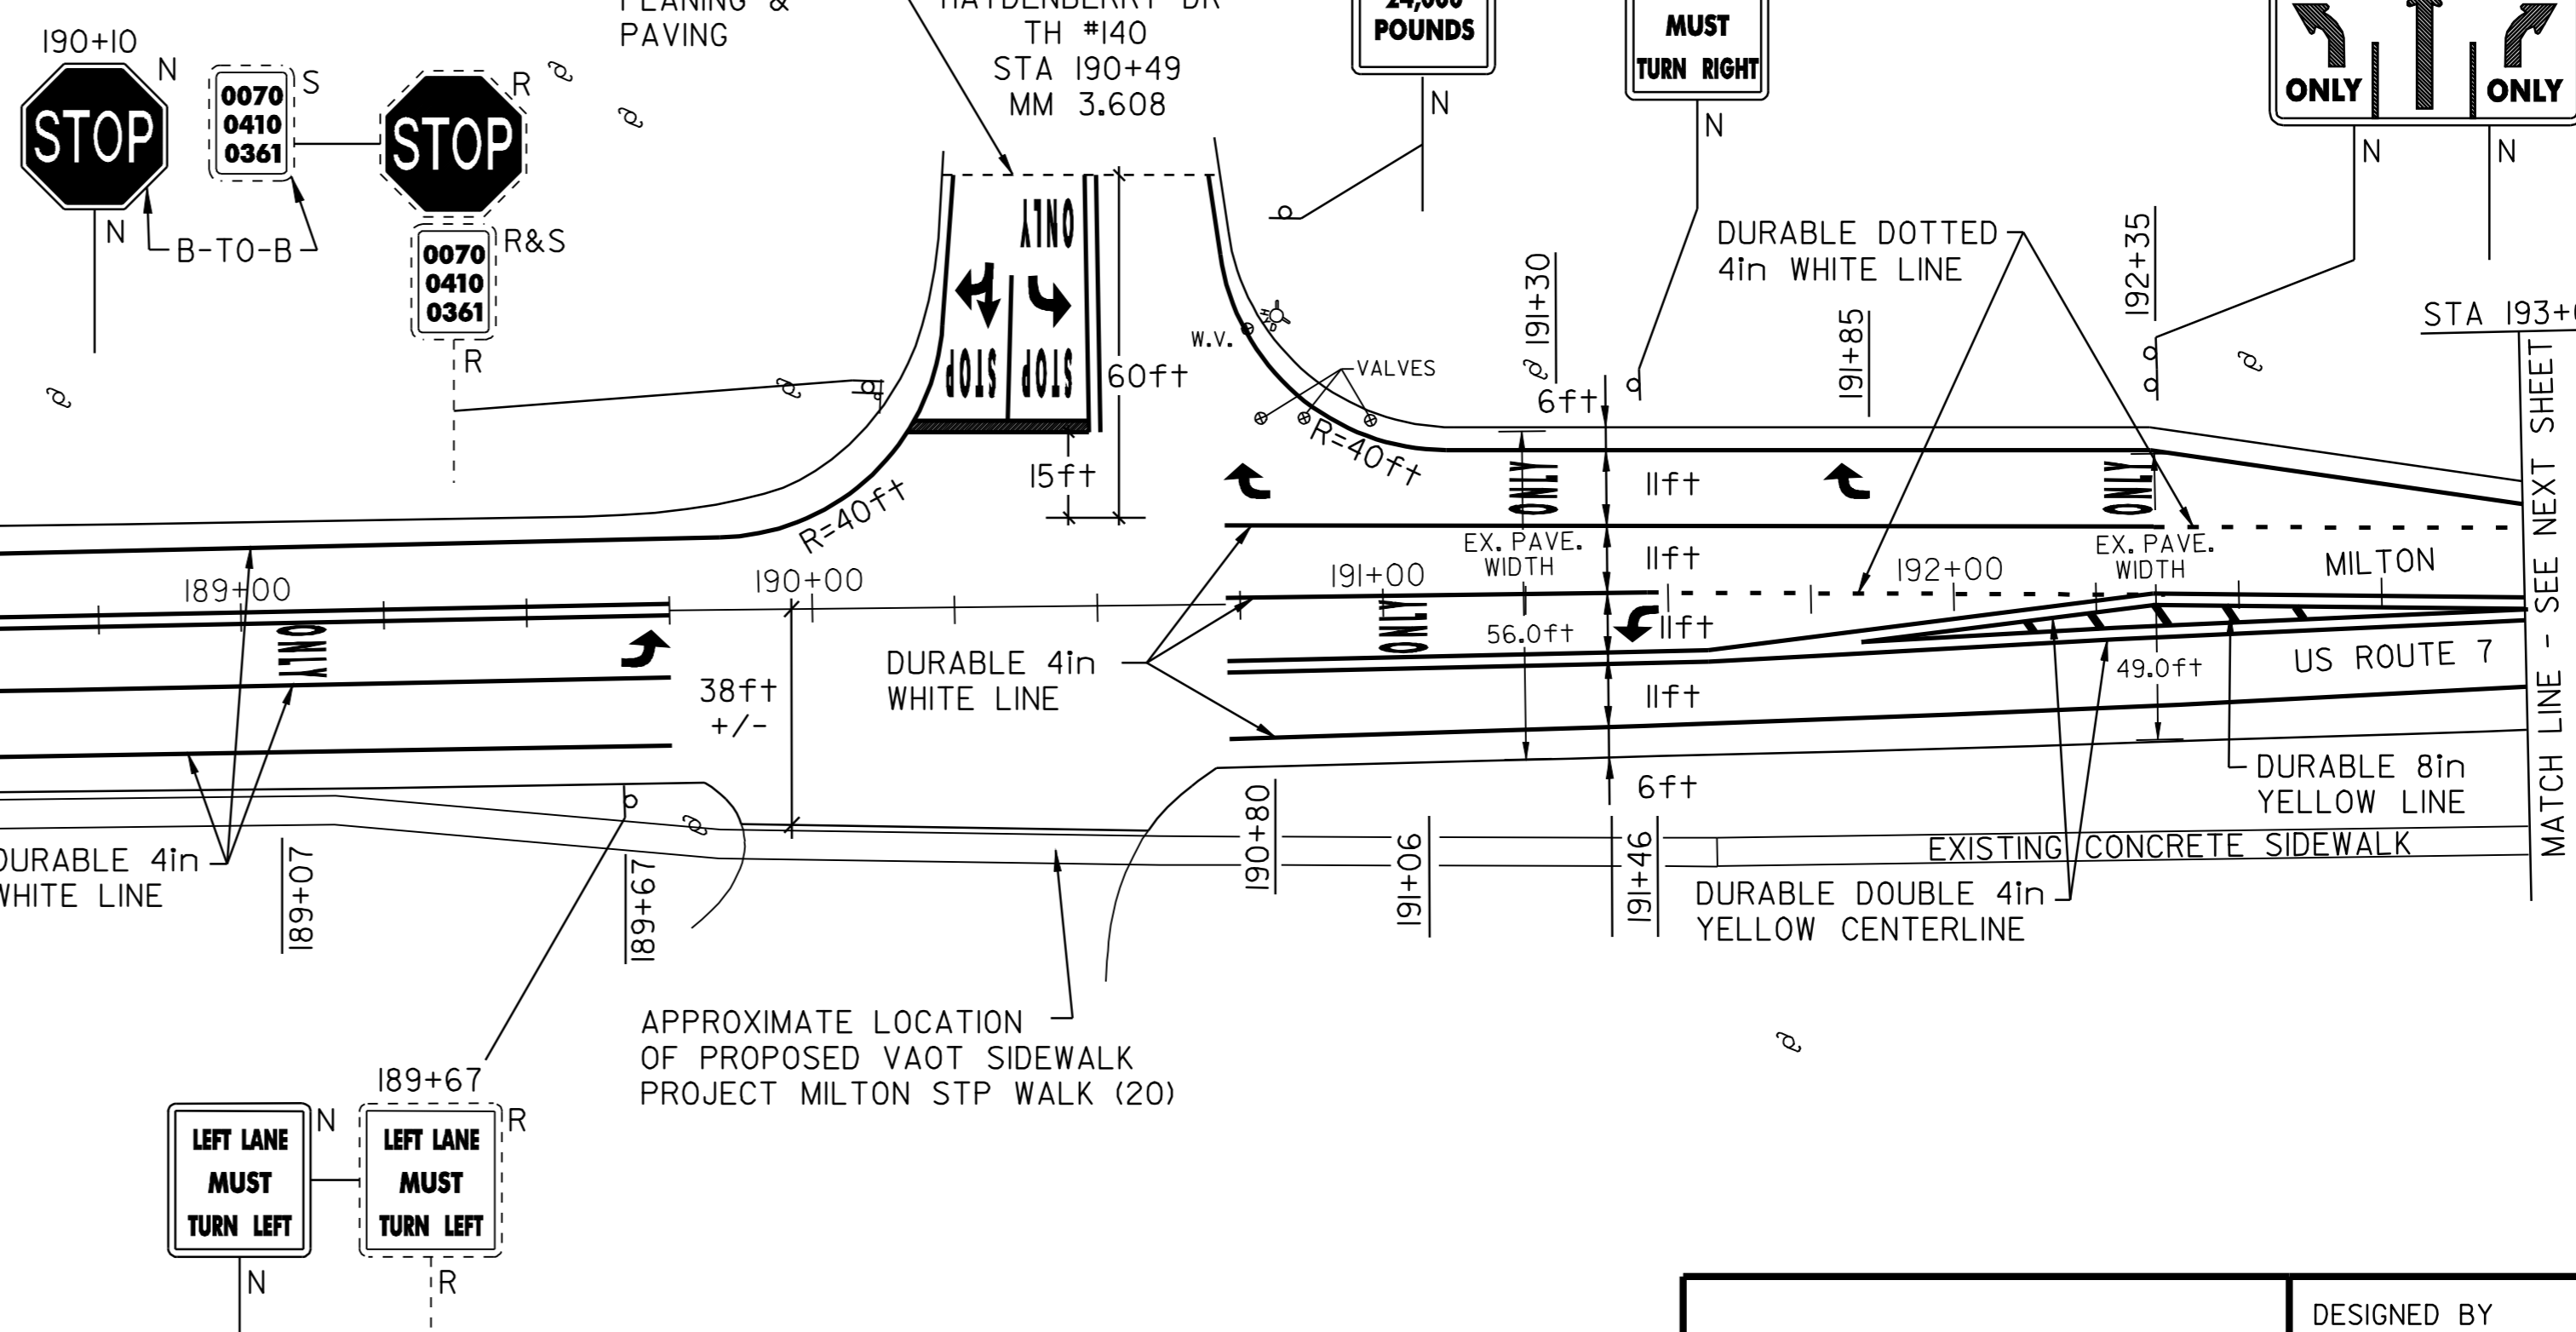 PLANING &
PAVING
HAYDENBERRY DR
TH #140
STA 190+49
MM 3.608
24,000
POUNDS
N
MUST
TURN RIGHT
N
ONLY
ONLY
N
N
190+10
STOP
N
N
0070
0410
0361
S
STOP
R
B-TO-B
0070
0410
0361
R&S
R
ONLY
STOP
STOP
60ft
15ft
W.V.
HYD
VALVES
R=40ft
R=40ft
191+30
6ft
191+85
DURABLE DOTTED
4in WHITE LINE
192+35
STA 193+
MATCH LINE - SEE NEXT SHEET
ONLY
11ft
ONLY
EX. PAVE.
WIDTH
11ft
EX. PAVE.
WIDTH
MILTON
189+00
190+00
191+00
192+00
ONLY
ONLY
56.0ft
11ft
49.0ft
US ROUTE 7
38ft
+/-
DURABLE 4in
WHITE LINE
11ft
6ft
DURABLE 8in
YELLOW LINE
DURABLE 4in
WHITE LINE
189+07
189+67
190+80
191+06
191+46
EXISTING CONCRETE SIDEWALK
DURABLE DOUBLE 4in
YELLOW CENTERLINE
APPROXIMATE LOCATION
OF PROPOSED VAOT SIDEWALK
PROJECT MILTON STP WALK (20)
189+67
LEFT LANE
MUST
TURN LEFT
N
N
LEFT LANE
MUST
TURN LEFT
R
R
DESIGNED BY